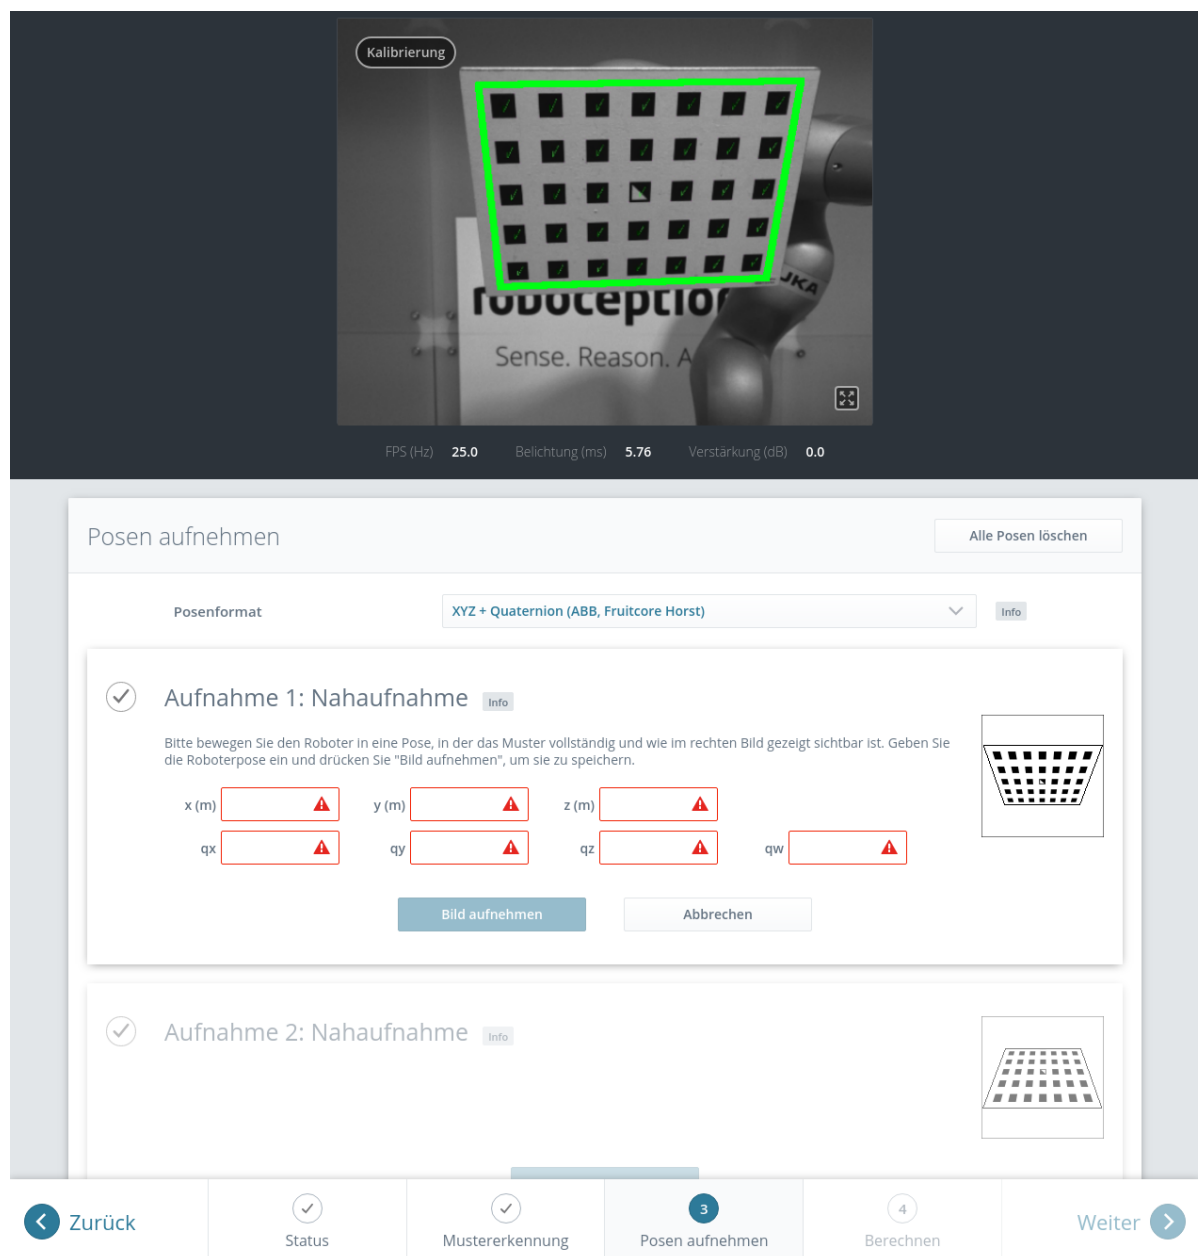 Kalibrierung
roboception
Sense. Reason. A
FPS (Hz) 25.0 Belichtung (ms) 5.76 Verstärkung (dB) 0.0
Posen aufnehmen
Alle Posen löschen
Posenformat
XYZ + Quaternion (ABB, Fruitcore Horst)
Info
Aufnahme 1: Nahaufnahme Info
Bitte bewegen Sie den Roboter in eine Pose, in der das Muster vollständig und wie im rechten Bild gezeigt sichtbar ist. Geben Sie
die Roboterpose ein und drücken Sie "Bild aufnehmen", um sie zu speichern.
x (m) y (m) z (m)
qx qy qz qw
Bild aufnehmen Abbrechen
Aufnahme 2: Nahaufnahme Info
Zurück
Status
Mustererkennung
3
Posen aufnehmen
4
Berechnen
Weiter